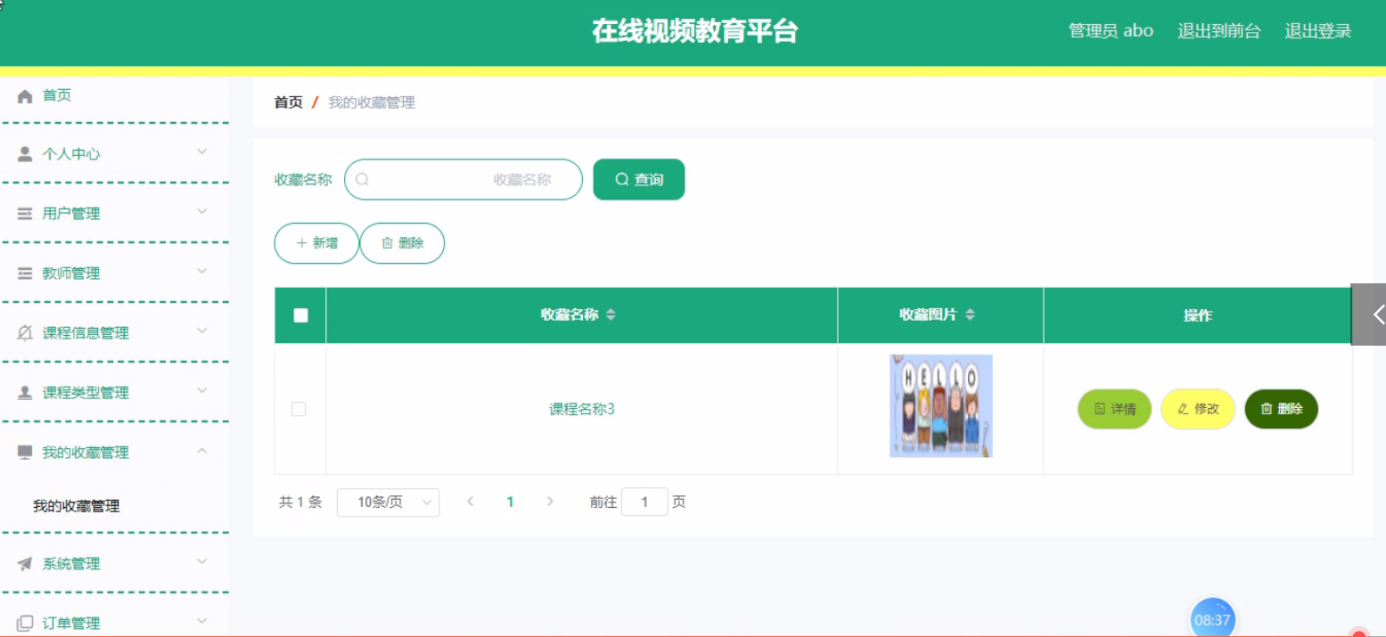 在线视频教育平台
管理员 abo 退出到前台 退出登录
首页
个人中心
用户管理
教师管理
课程信息管理
课程类型管理
我的收藏管理
我的收藏管理
系统管理
订单管理
首页 / 我的收藏管理
收藏名称 收藏名称 查询
新增 删除
收藏名称 收藏图片 操作
课程名称3 HELLO 详情 修改 删除
共 1 条 10条/页 1 前往 1 页
08:37